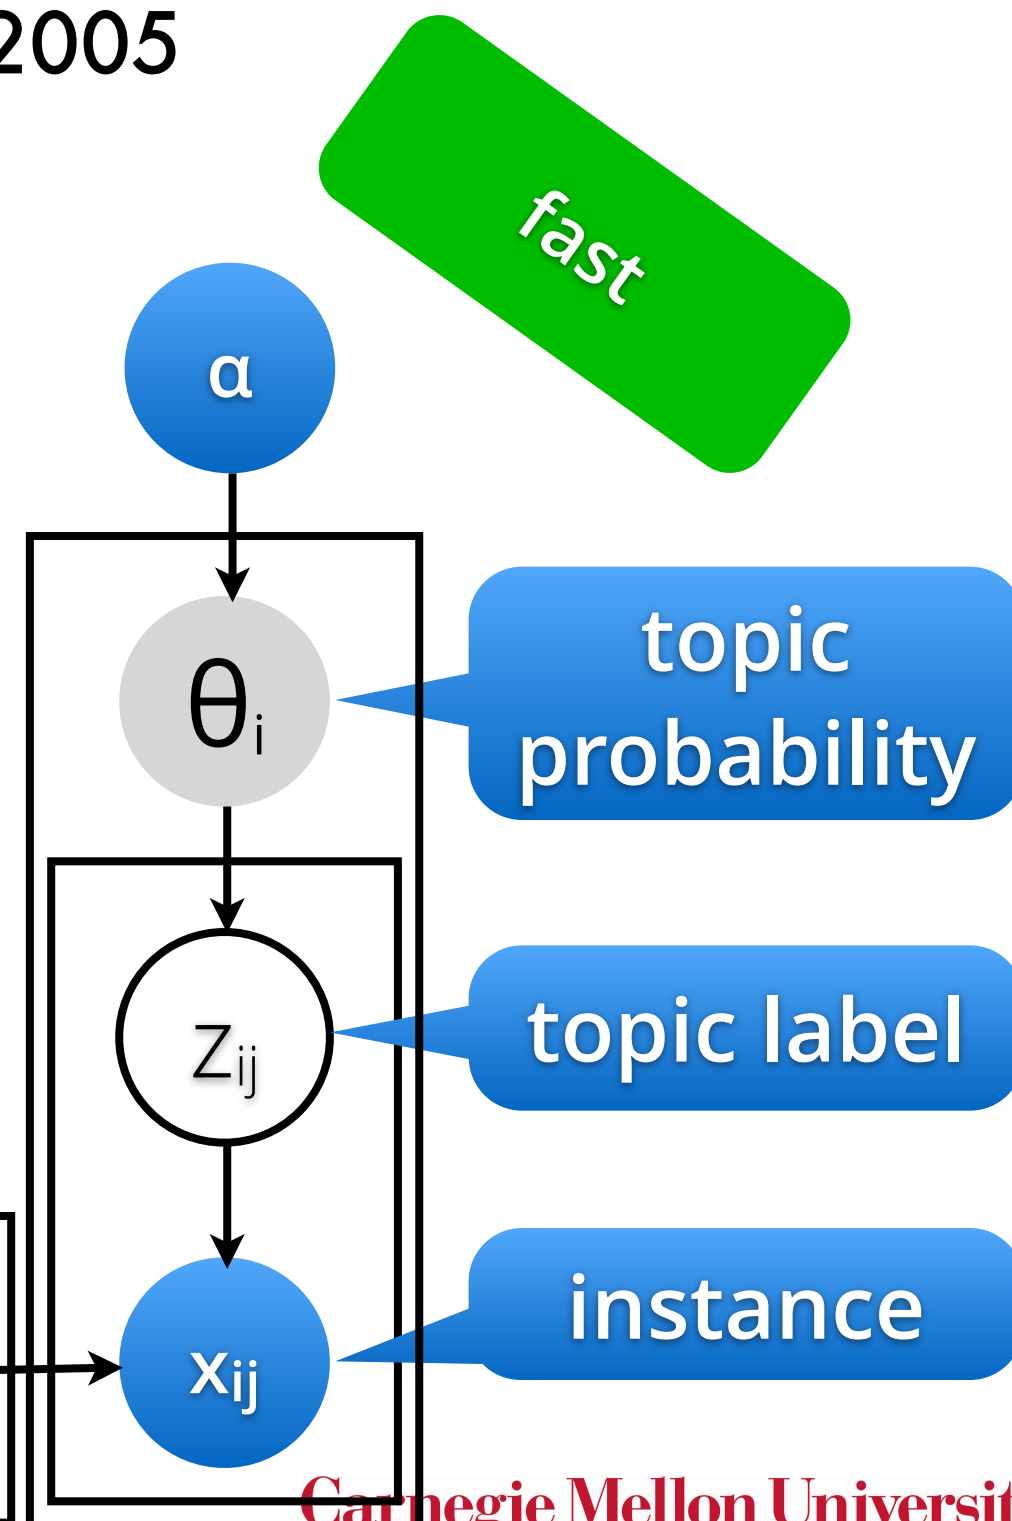 2005
fast
α
θi
topic
probability
zij
topic label
xij
instance
Carnegie Mellon Universit